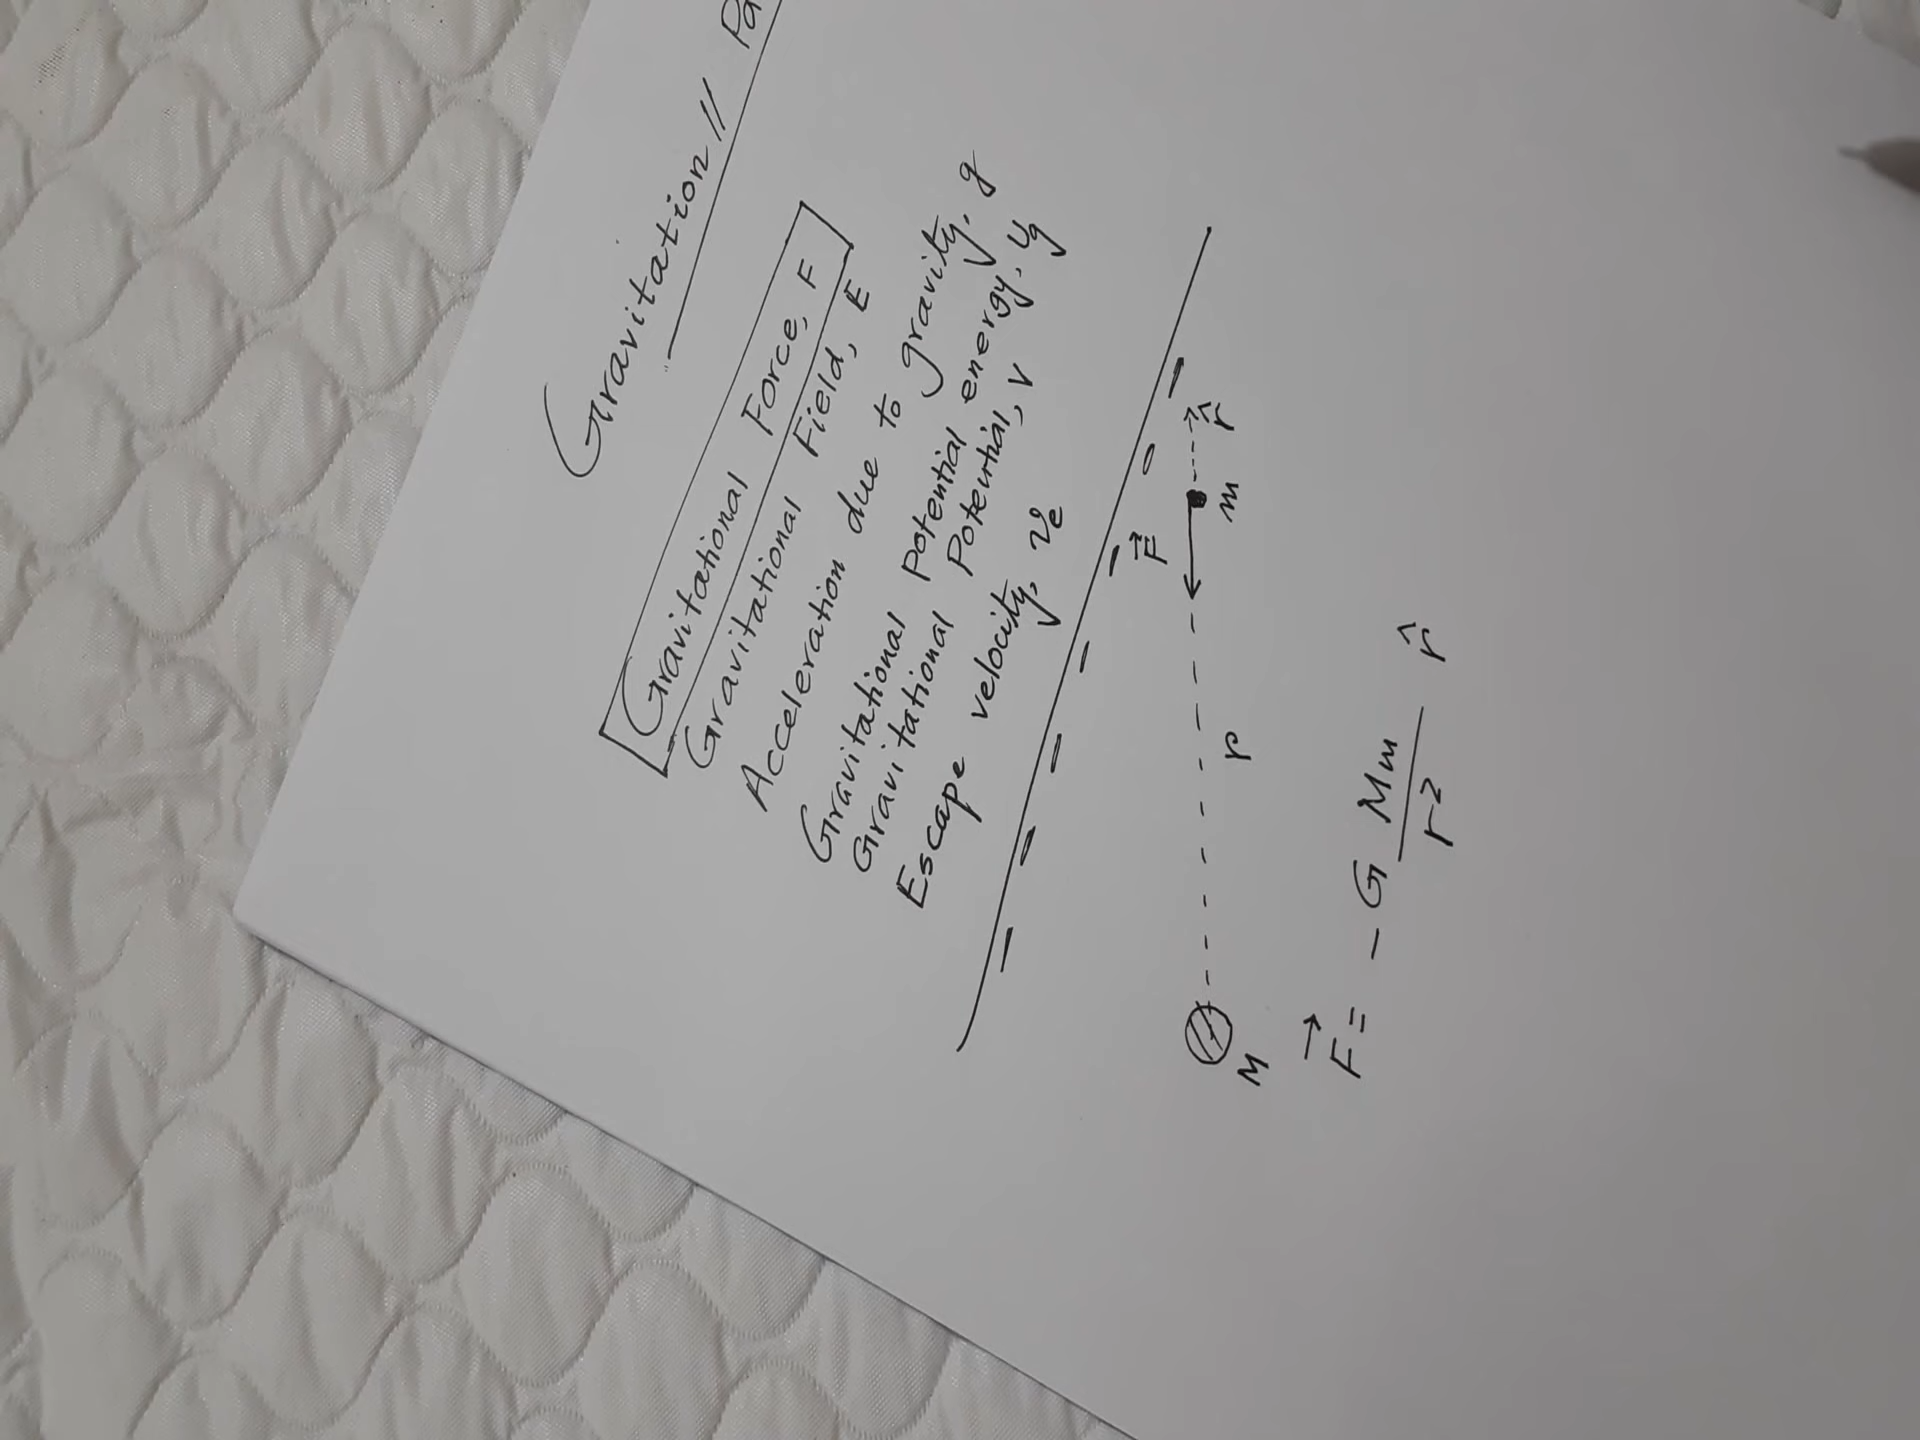 Gravitation//
Gravitational Force, F
Gravitational Field, E
Acceleration due to gravity, g
Gravitational Potential energy, Ug
Gravitational Potential, V
Escape velocity, ve
F⃗
m r̂
r
M
F⃗ = - G Mm/r² r̂